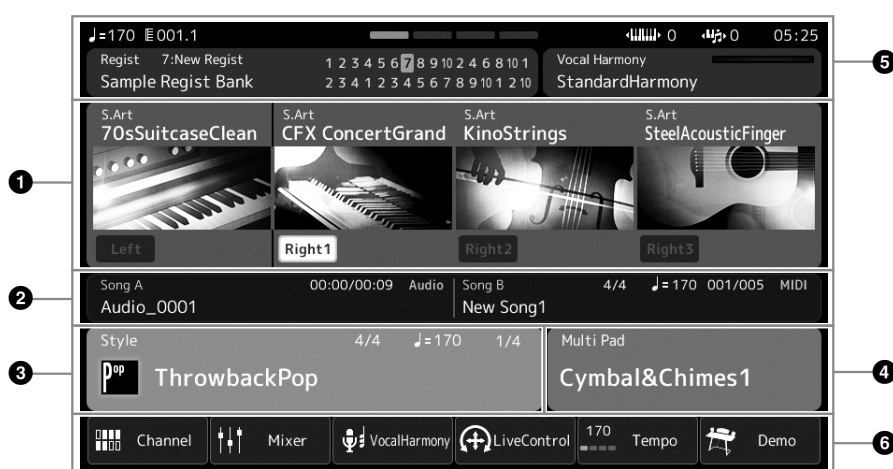 ♩=170 001.1 0 0 05:25
Regist 7:New Regist
Sample Regist Bank
1 2 3 4 5 6 7 8 9 10 2 4 6 8 10 1
2 3 4 1 2 3 4 5 6 7 8 9 10 1 2 10
Vocal Harmony
StandardHarmony
5
S.Art
70sSuitcaseClean
Left
S.Art
CFX ConcertGrand
Right1
S.Art
KinoStrings
Right2
S.Art
SteelAcousticFinger
Right3
1
Song A 00:00/00:09 Audio
Audio_0001
Song B 4/4 ♩=170 001/005 MIDI
New Song1
2
Style 4/4 ♩=170 1/4
Pop ThrowbackPop
3
Multi Pad
Cymbal&Chimes1
4
Channel Mixer VocalHarmony LiveControl 170 Tempo Demo
6